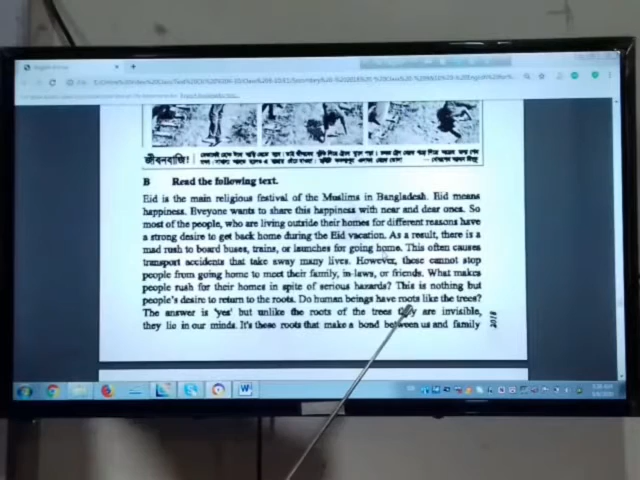 জীবনবাজি!
B Read the following text.
Eid is the main religious festival of the Muslims in Bangladesh. Eid means
happiness. Eveyone wants to share this happiness with near and dear ones. So
most of the people, who are living outside their homes for different reasons have
a strong desire to get back home during the Eid vacation. As a result, there is a
mad rush to board buses, trains, or launches for going home. This often causes
transport accidents that take away many lives. However, these cannot stop
people from going home to meet their family, in-laws, or friends. What makes
people rush for their homes in spite of serious hazards? This is nothing but
people's desire to return to the roots. Do human beings have roots like the trees?
The answer is 'yes' but unlike the roots of the trees they are invisible,
they lie in our minds. It's these roots that make a bond between us and family
2018